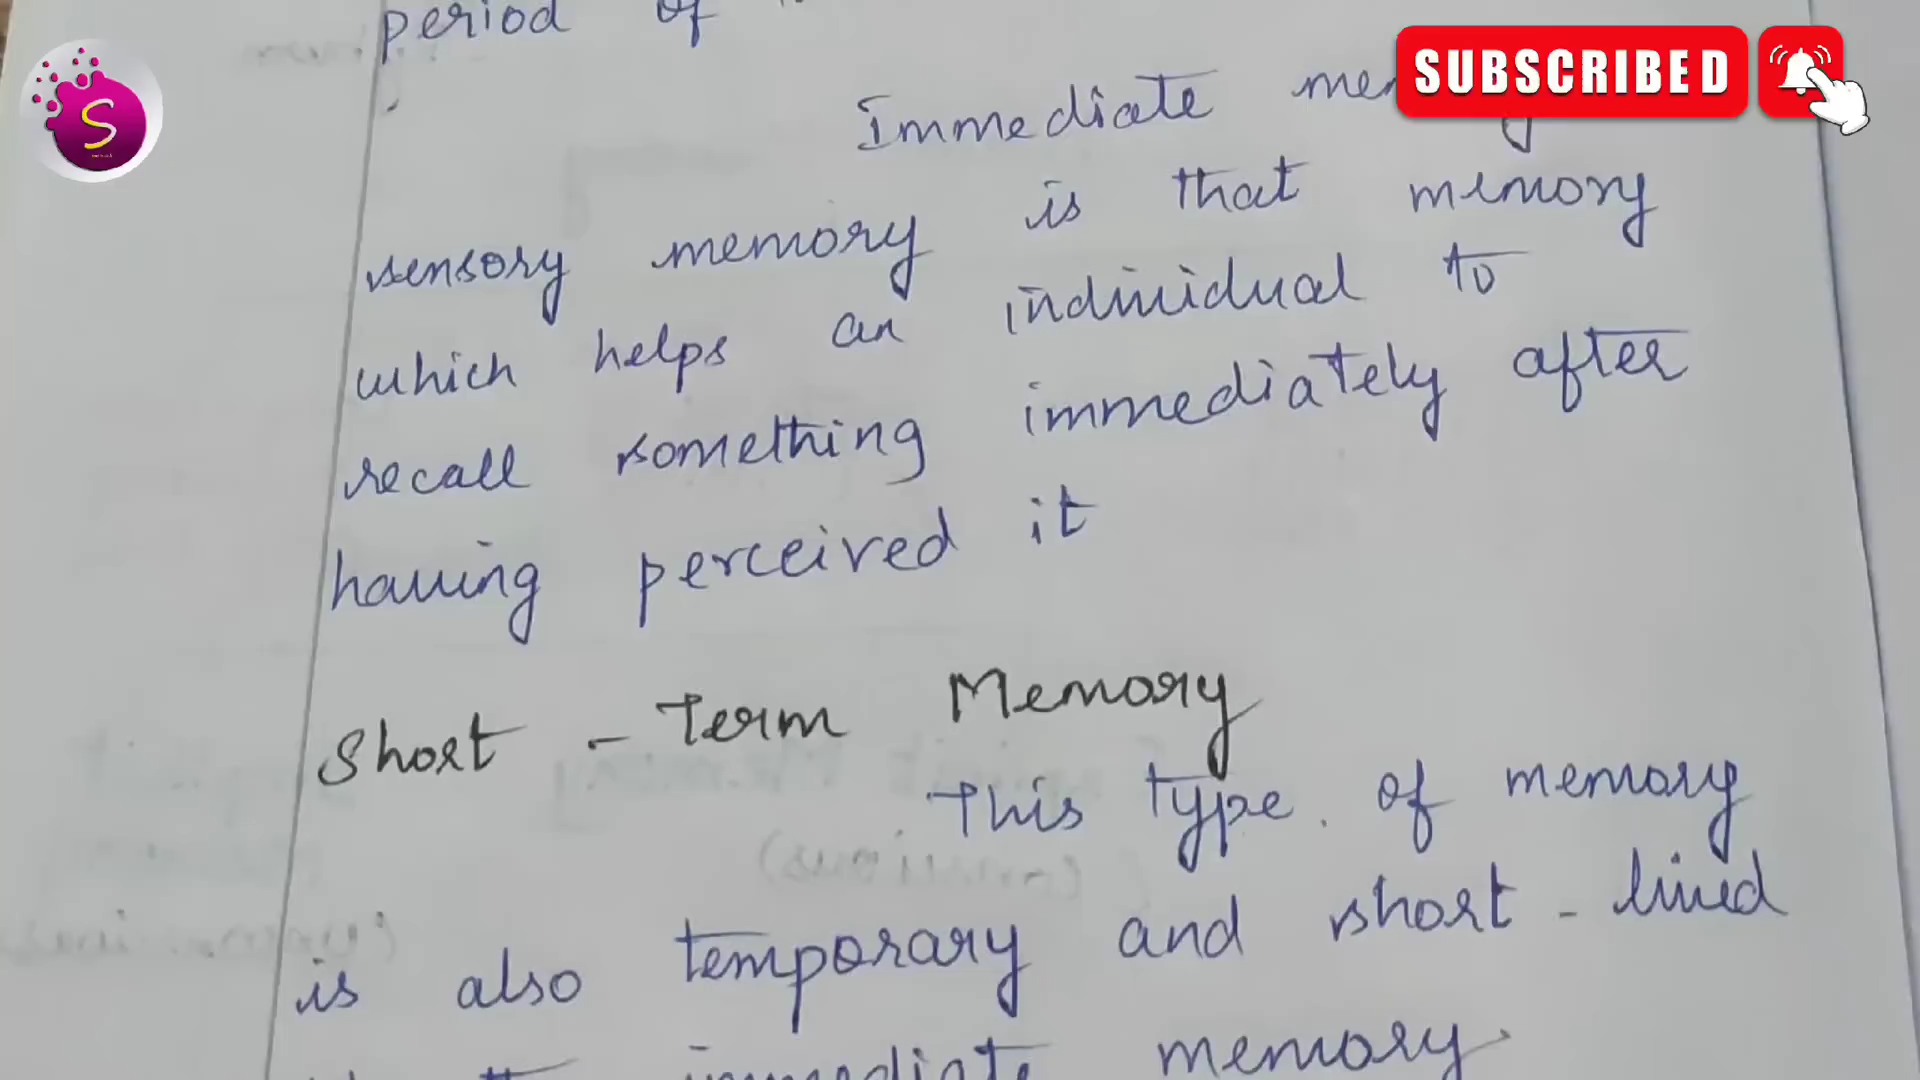 period of
SUBSCRIBED
Immediate
sensory memory is that memory
which helps an individual to
recall something immediately after
having perceived it
Short - Term Memory
This type of memory
is also temporary and short - lived
immediate memory
S